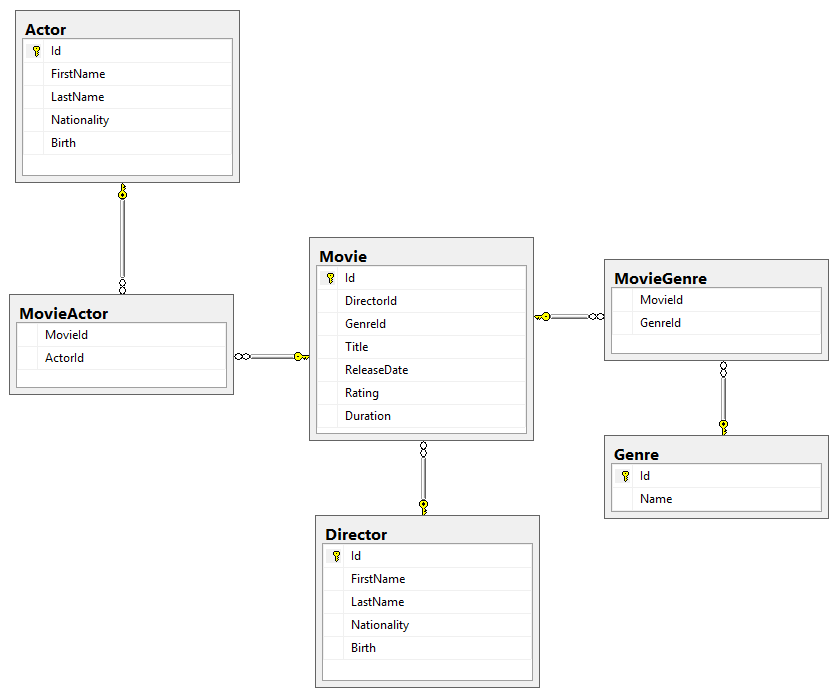 Actor
Id
FirstName
LastName
Nationality
Birth
MovieActor
MovieId
ActorId
Movie
Id
DirectorId
GenreId
Title
ReleaseDate
Rating
Duration
MovieGenre
MovieId
GenreId
Genre
Id
Name
Director
Id
FirstName
LastName
Nationality
Birth